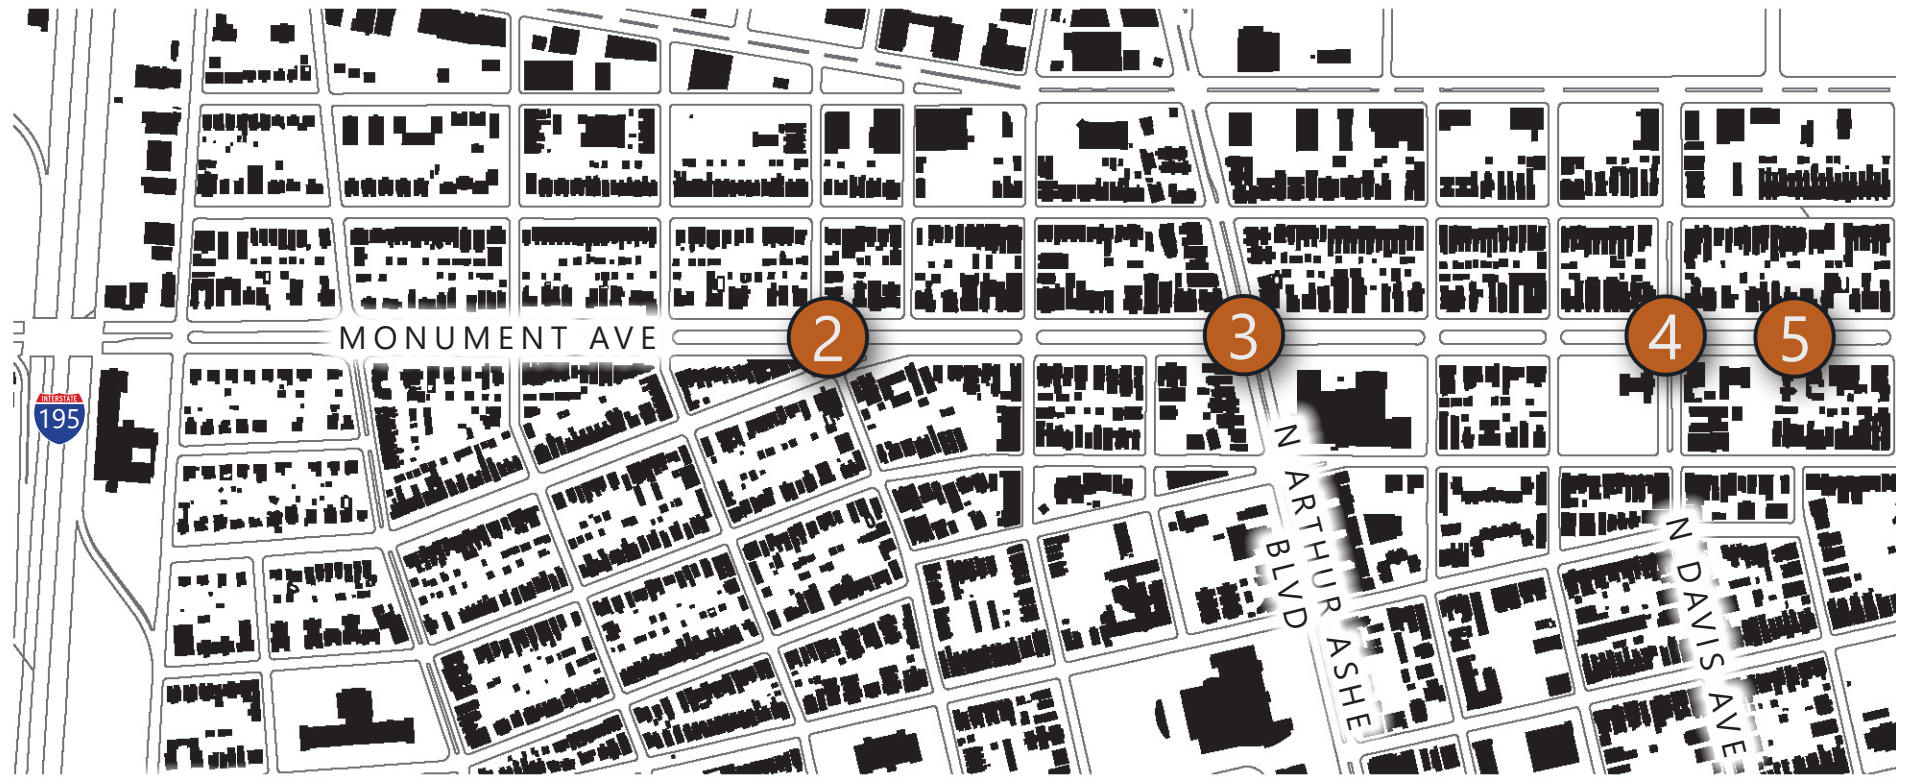 MONUMENT AVE
2
3
4
5
INTERSTATE
195
N ARTHUR ASHE
BLVD
N DAVIS AVE